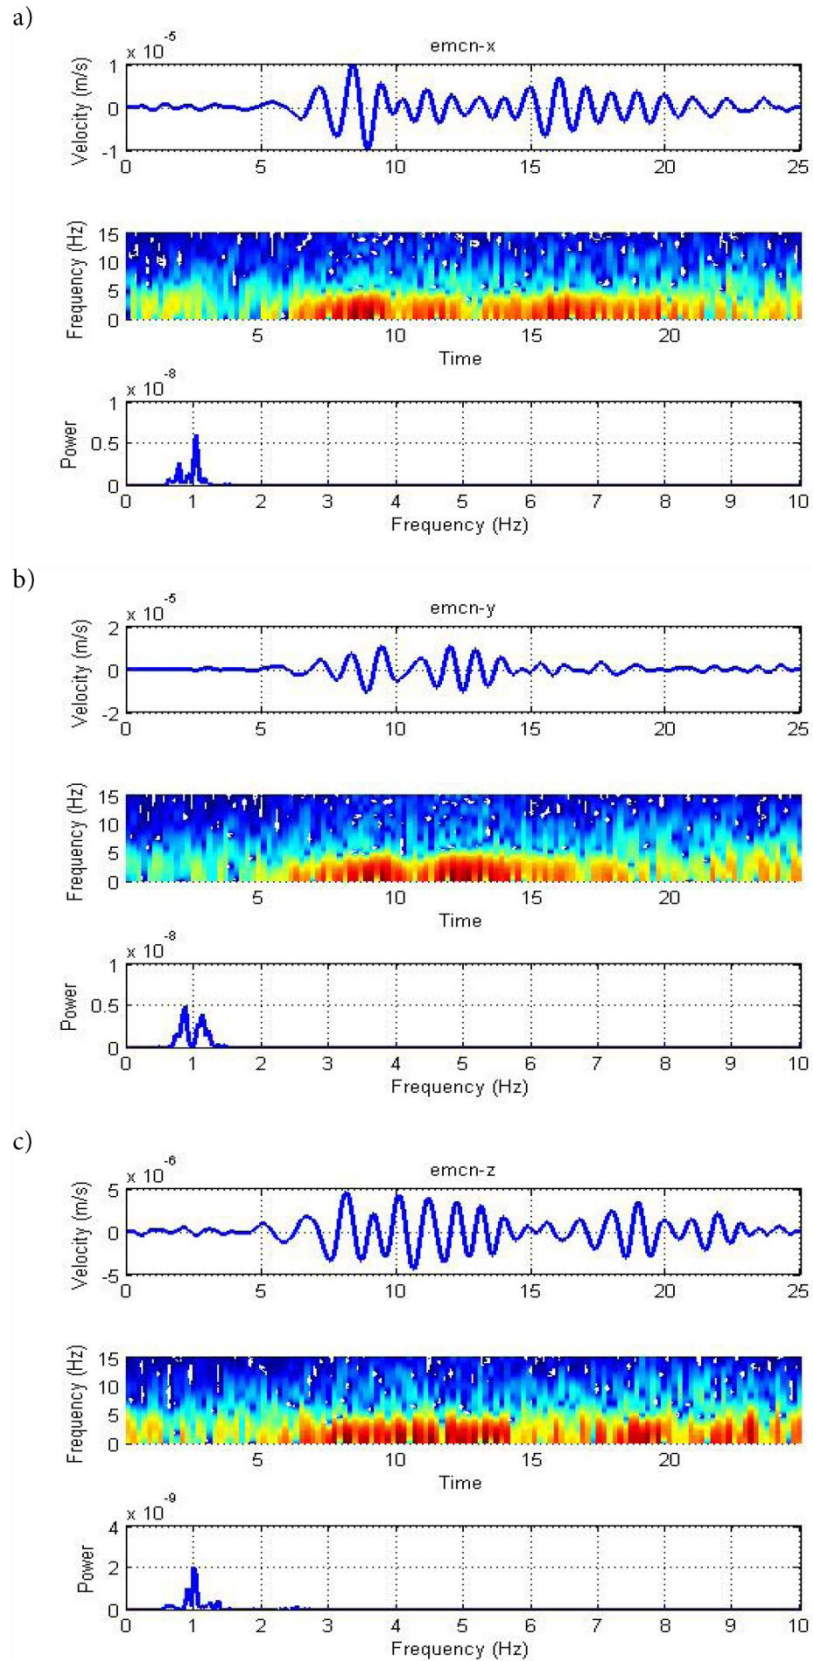 a)
x 10^-5
emcn-x
Velocity (m/s)
1
0
-1
0 5 10 15 20 25
Frequency (Hz)
15
10
5
0
5 10 15 20
Time
x 10^-8
Power
1
0.5
0
0 1 2 3 4 5 6 7 8 9 10
Frequency (Hz)
b)
x 10^-5
emcn-y
Velocity (m/s)
2
0
-2
0 5 10 15 20 25
Frequency (Hz)
15
10
5
0
5 10 15 20
Time
x 10^-8
Power
1
0.5
0
0 1 2 3 4 5 6 7 8 9 10
Frequency (Hz)
c)
x 10^-6
emcn-z
Velocity (m/s)
5
0
-5
0 5 10 15 20 25
Frequency (Hz)
15
10
5
0
5 10 15 20
Time
x 10^-9
Power
4
2
0
0 1 2 3 4 5 6 7 8 9 10
Frequency (Hz)